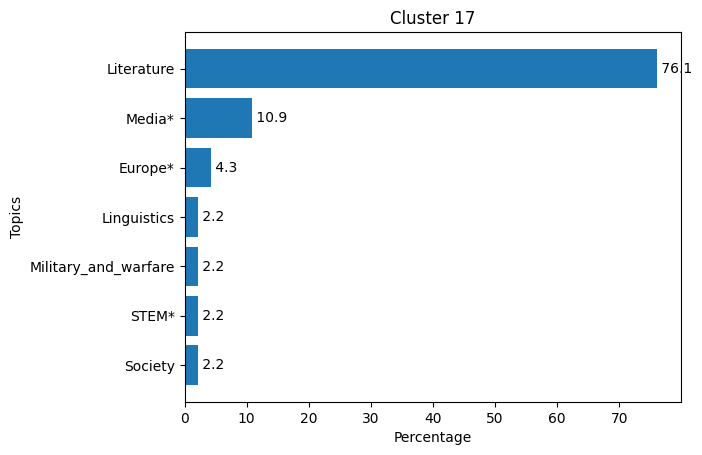 Cluster 17
Topics
Literature 76.1
Media* 10.9
Europe* 4.3
Linguistics 2.2
Military_and_warfare 2.2
STEM* 2.2
Society 2.2
0 10 20 30 40 50 60 70
Percentage